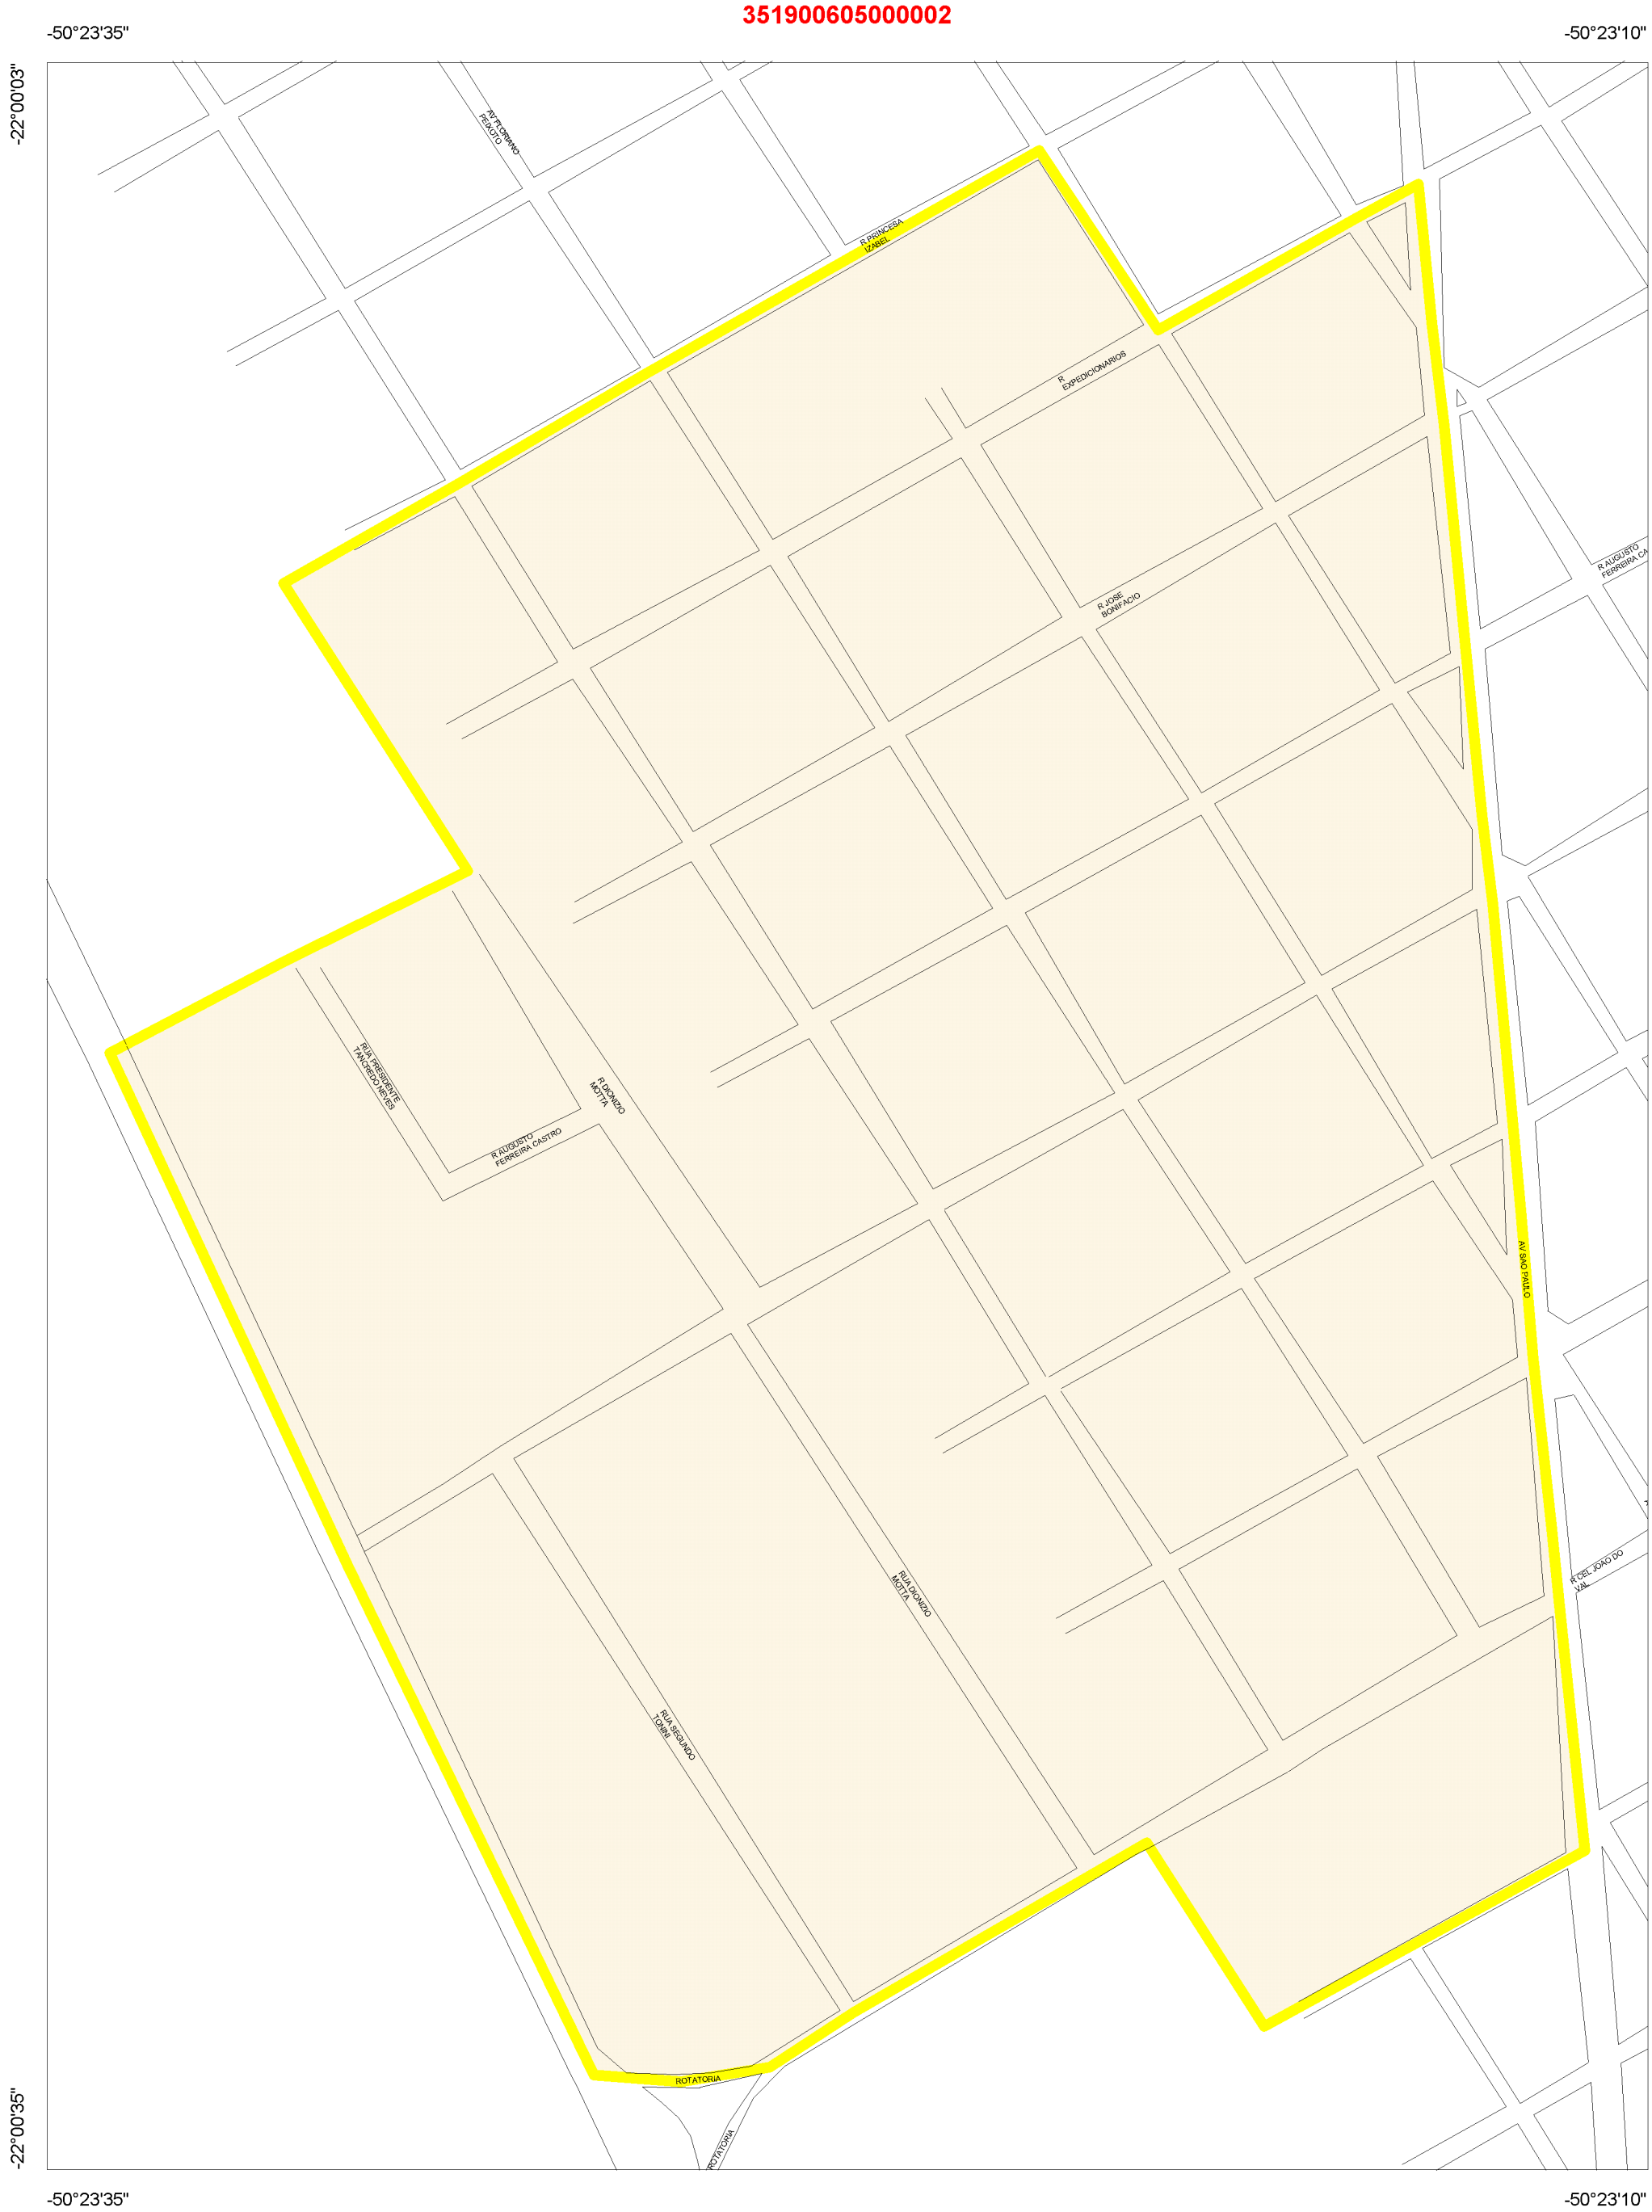 351900605000002
-50°23'35"
-50°23'10"
-22°00'03"
AV FLORIANO
PEIXOTO
R PRINCESA
IZABEL
R
EXPEDICIONARIOS
R AUGUSTO
FERREIRA CA
R JOSE
BONIFACIO
RUA PRESIDENTE
TANCREDO NEVES
R DIONIZIO
MOTTA
R AUGUSTO
FERREIRA CASTRO
AV SAO PAULO
R CEL JOAO DO
VAL
RUA DIONIZIO
MOTTA
RUA SEGUNDO
TONINI
ROTATORIA
ROTATORIA
-22°00'35"
-50°23'35"
-50°23'10"